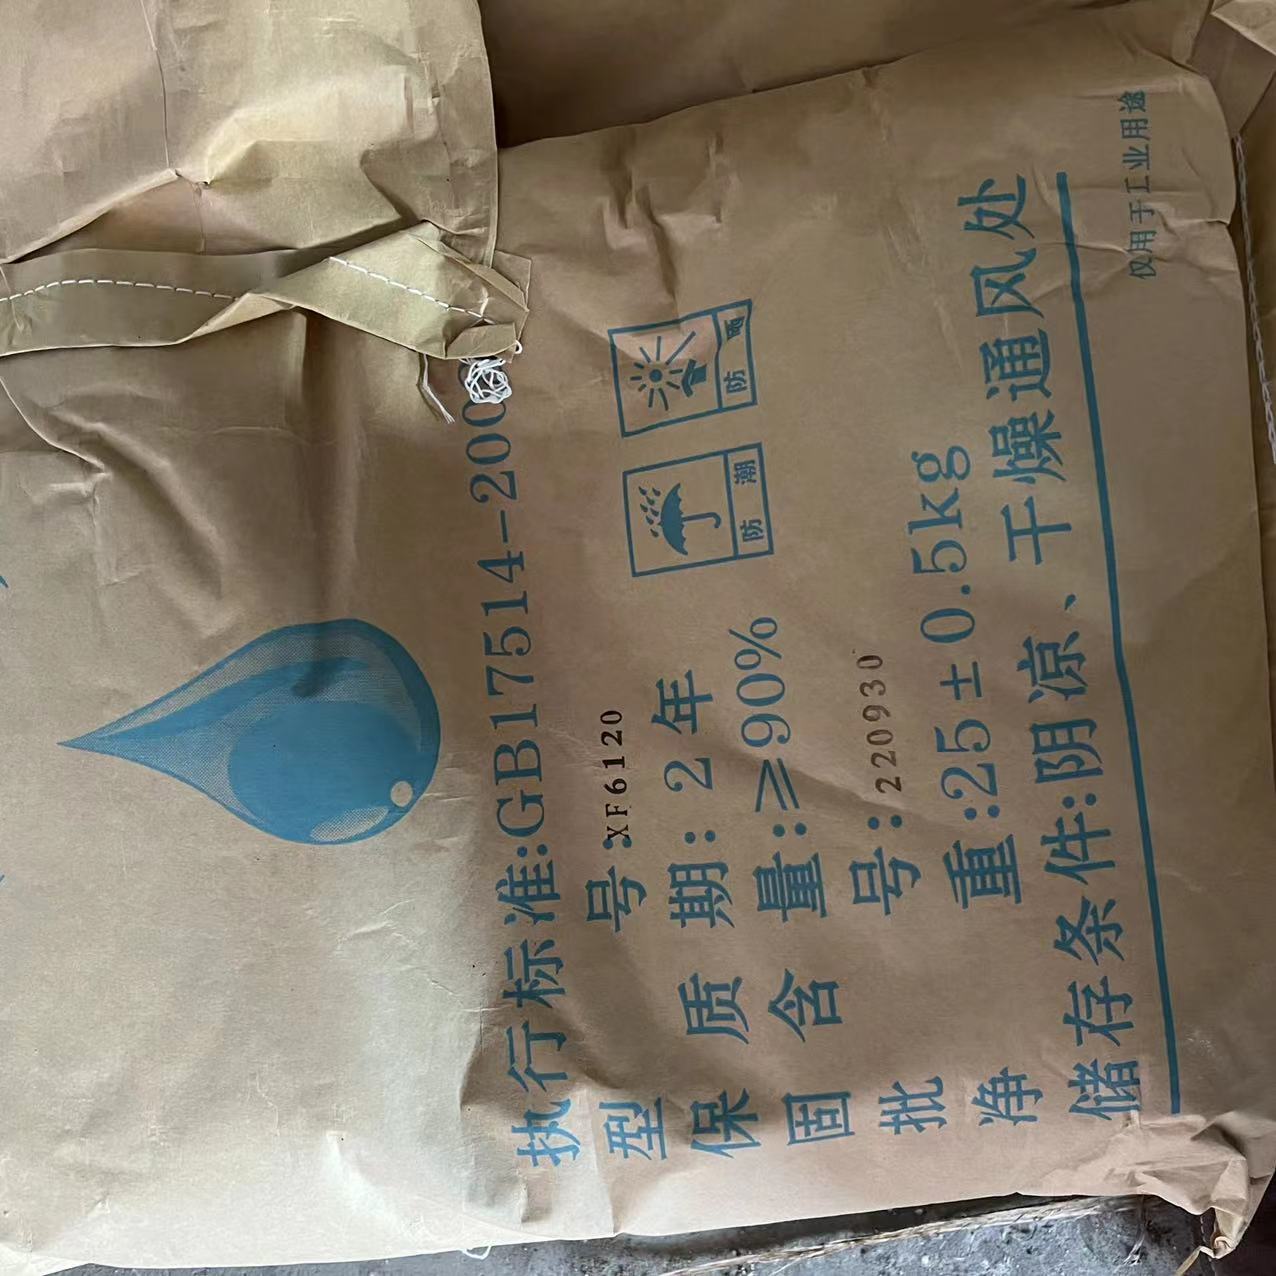 执行标准:GB17514-200
型号:XF6120
保质期:2年
固含量:≥90%
批号:220930
净重:25±0.5kg
储存条件:阴凉、干燥通风处
防潮
防晒
仅用于工业用途